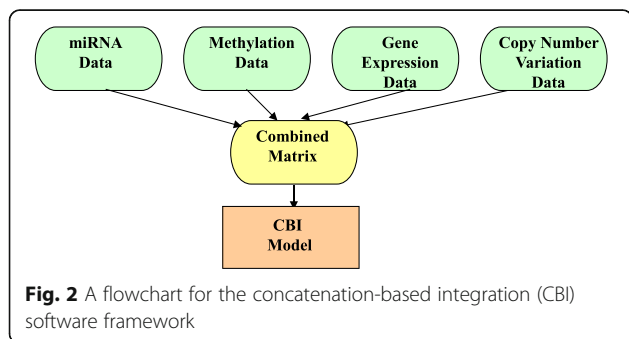 miRNA
Data
Methylation
Data
Gene
Expression
Data
Copy Number
Variation
Data
Combined
Matrix
CBI
Model
Fig. 2 A flowchart for the concatenation-based integration (CBI)
software framework